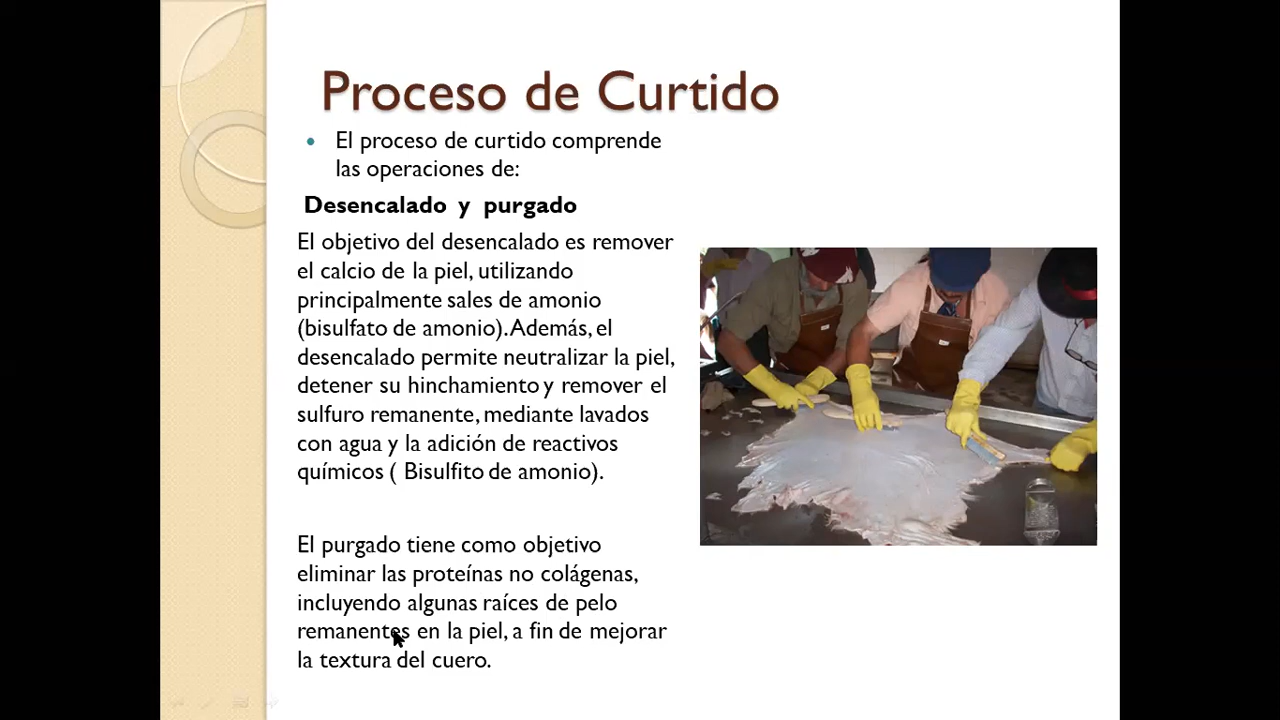 Proceso de Curtido
• El proceso de curtido comprende
las operaciones de:
Desencalado y purgado
El objetivo del desencalado es remover
el calcio de la piel, utilizando
principalmente sales de amonio
(bisulfato de amonio). Además, el
desencalado permite neutralizar la piel,
detener su hinchamiento y remover el
sulfuro remanente, mediante lavados
con agua y la adición de reactivos
químicos ( Bisulfito de amonio).
El purgado tiene como objetivo
eliminar las proteínas no colágenas,
incluyendo algunas raíces de pelo
remanentes en la piel, a fin de mejorar
la textura del cuero.